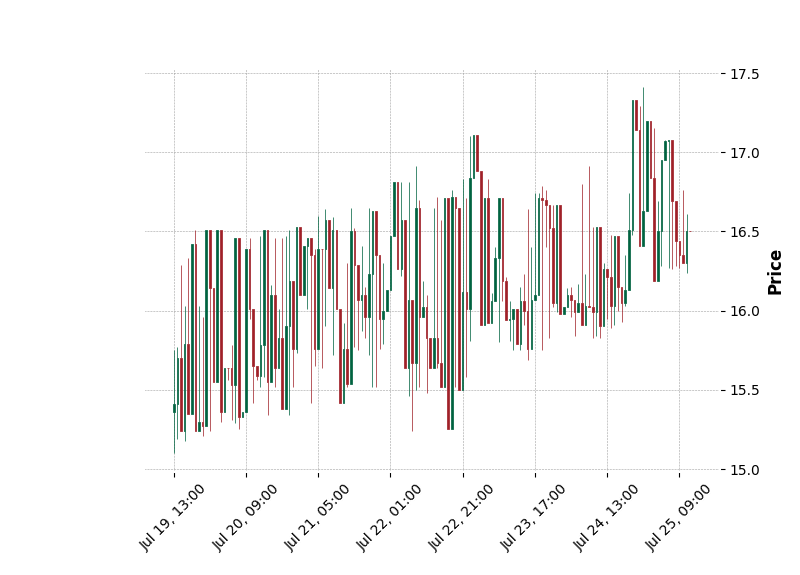 17.5
17.0
16.5
16.0
15.5
15.0
Price
Jul 19, 13:00
Jul 20, 09:00
Jul 21, 05:00
Jul 22, 01:00
Jul 22, 21:00
Jul 23, 17:00
Jul 24, 13:00
Jul 25, 09:00